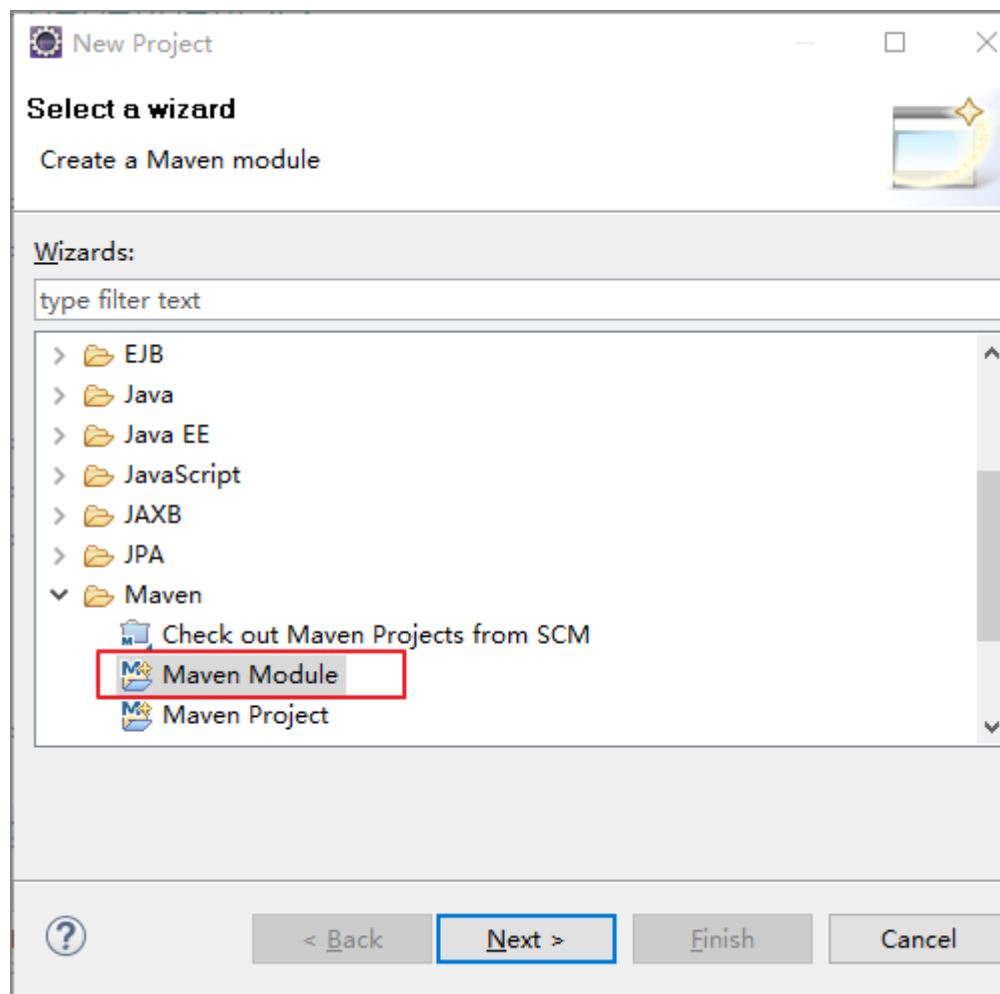 New Project
Select a wizard
Create a Maven module
Wizards:
type filter text
EJB
Java
Java EE
JavaScript
JAXB
JPA
Maven
Check out Maven Projects from SCM
Maven Module
Maven Project
< Back Next > Finish Cancel